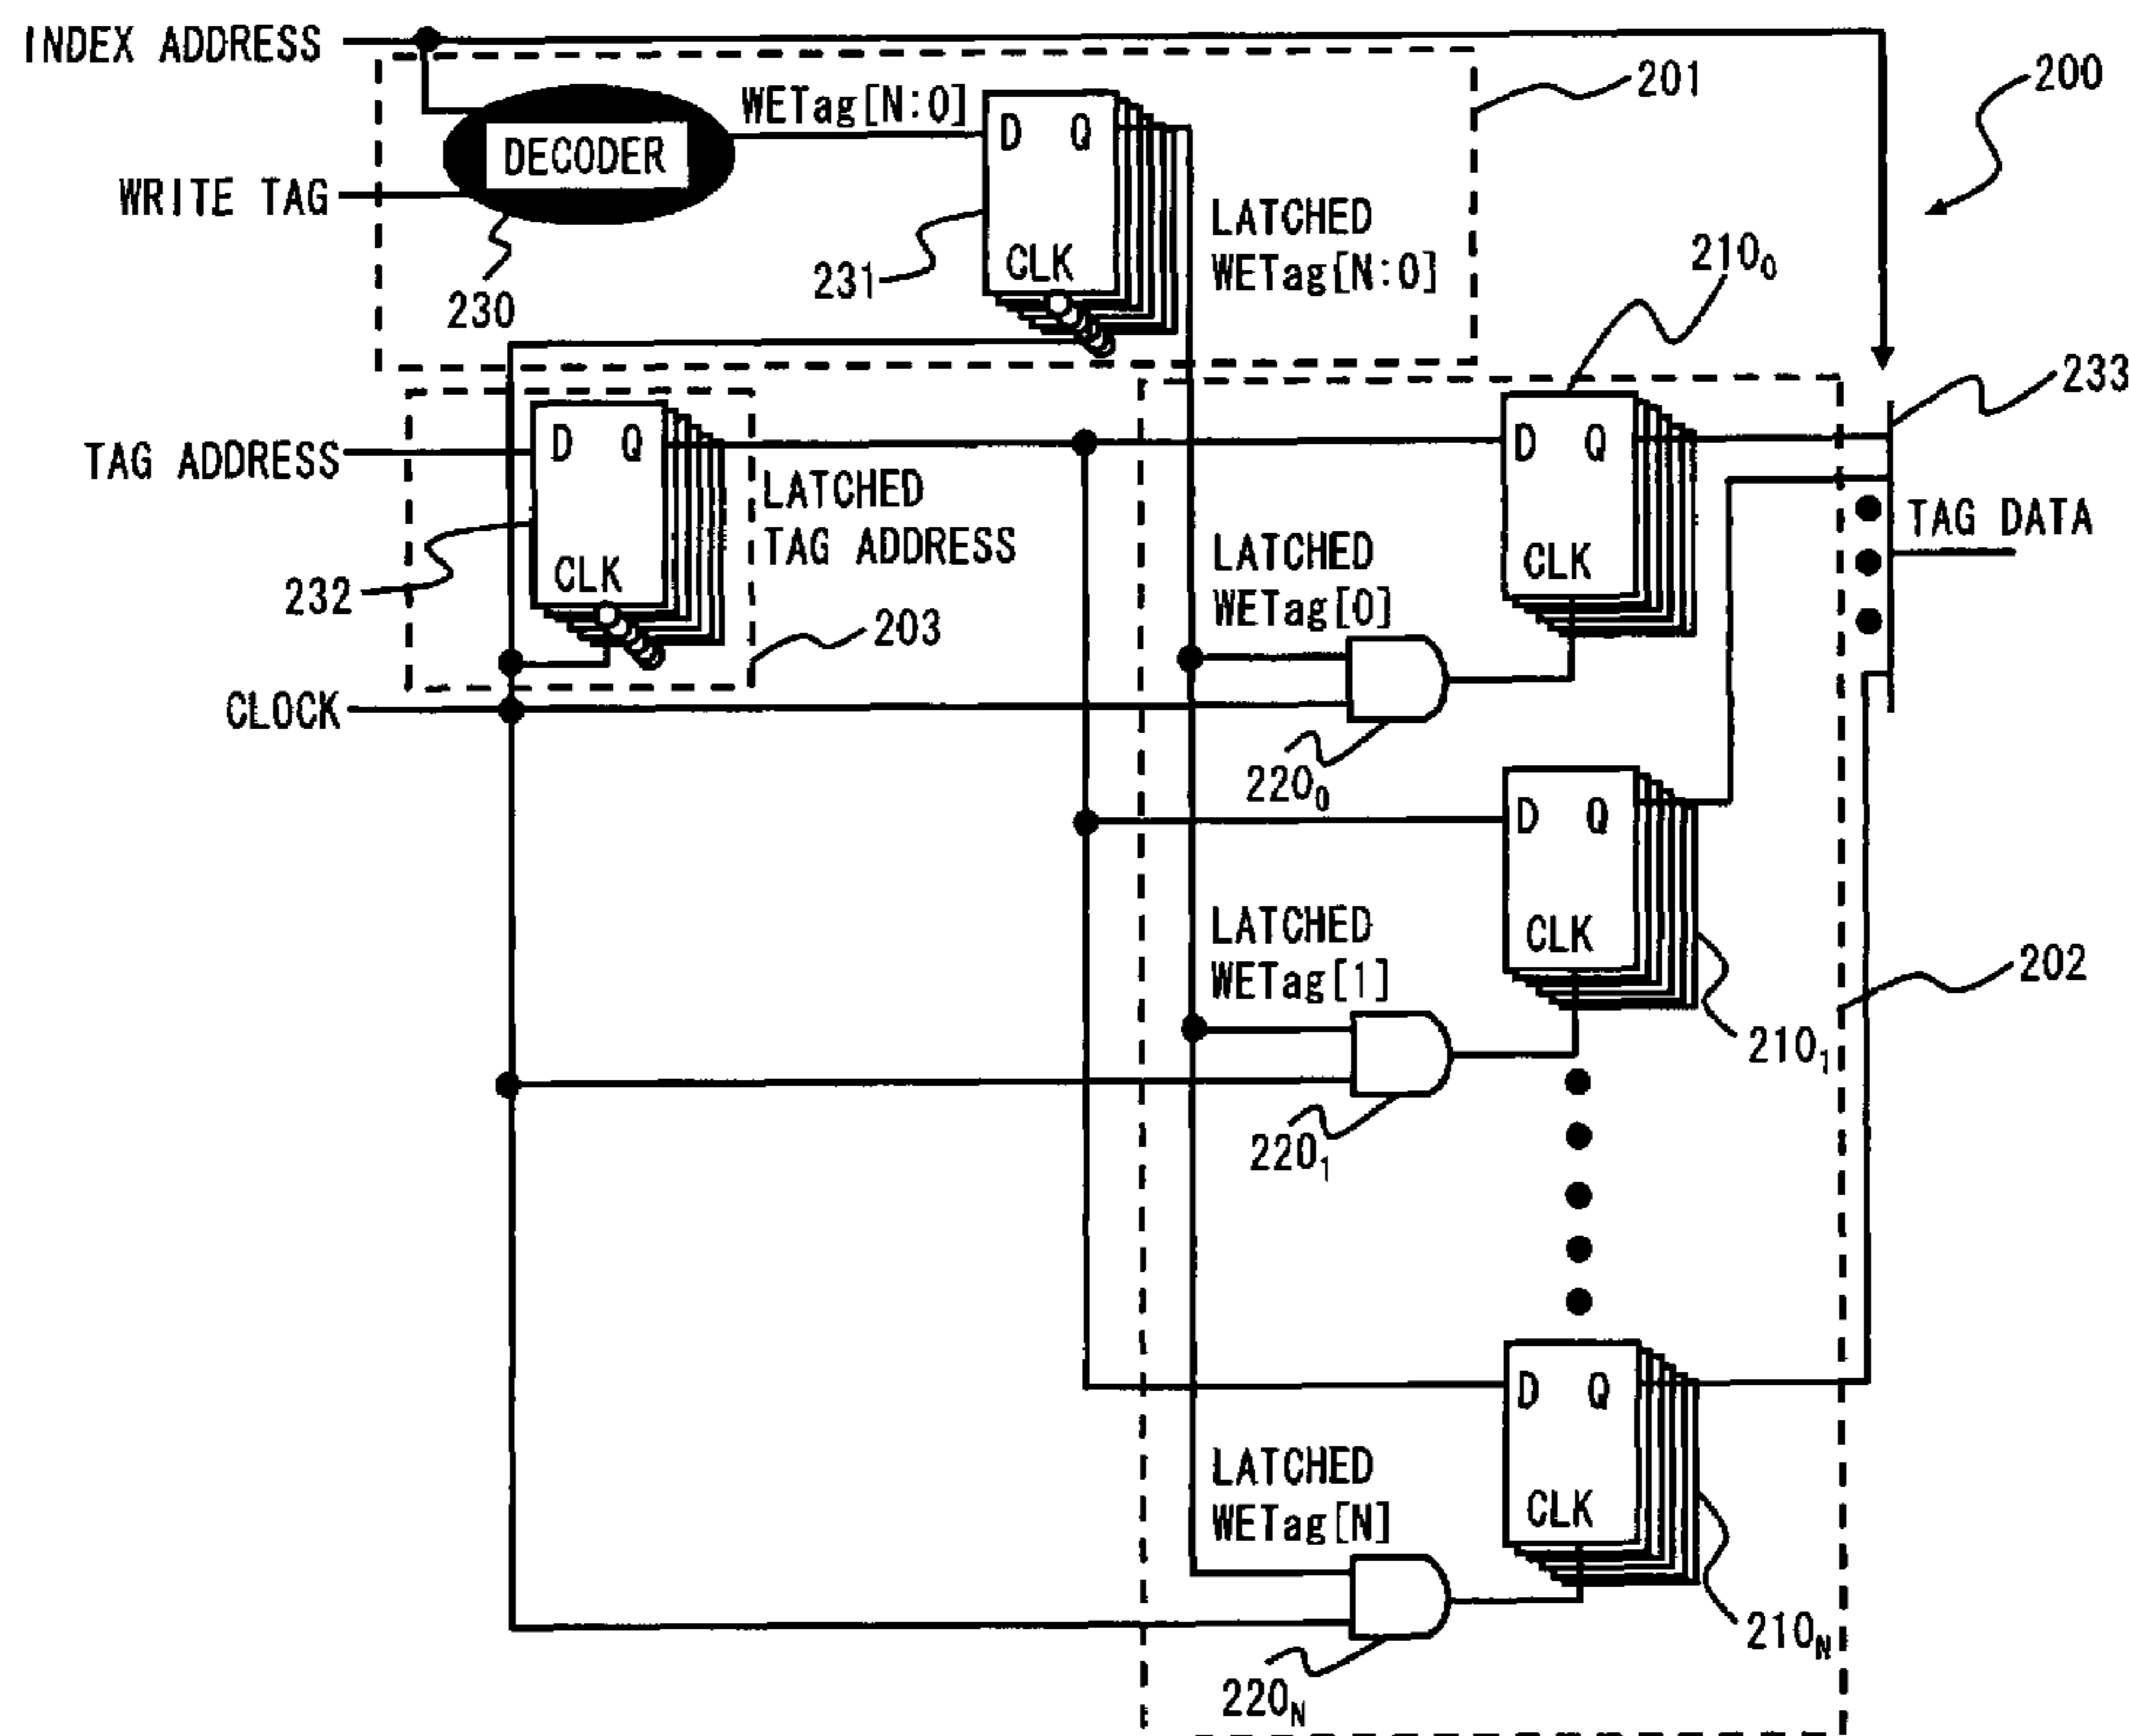 INDEX ADDRESS
201
200
WETag[N:0]
D Q
DECODER
WRITE TAG
LATCHED
WETag[N:0]
CLK
231
230
210₀
233
TAG ADDRESS
D Q
D Q
LATCHED
TAG ADDRESS
TAG DATA
CLK
232
LATCHED
WETag[0]
CLK
203
CLOCK
220₀
D Q
LATCHED
WETag[1]
CLK
202
210₁
220₁
D Q
LATCHED
WETag[N]
CLK
210N
220N